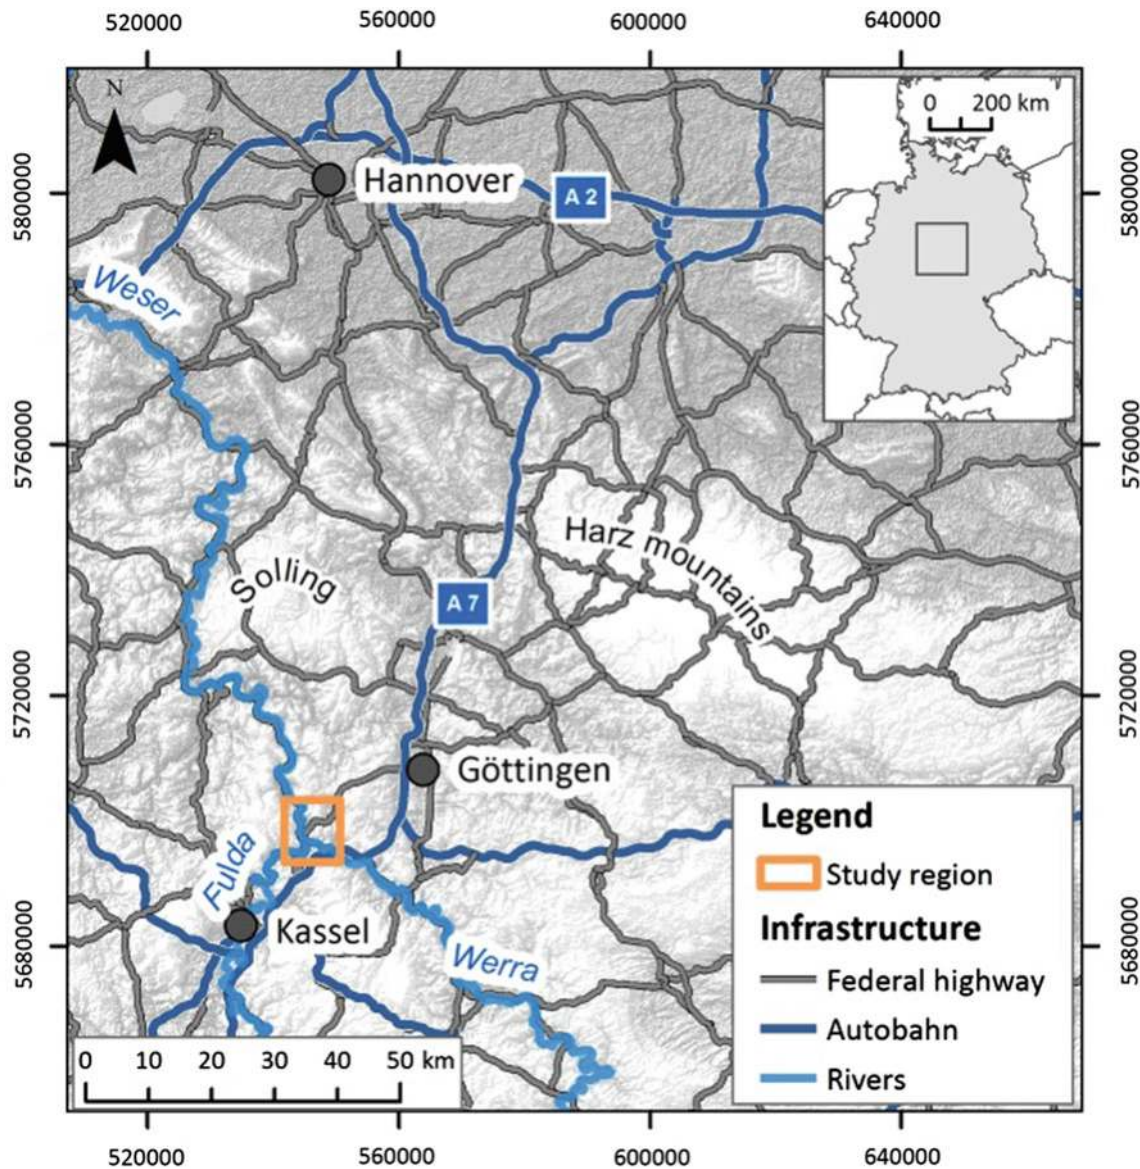 520000 560000 600000 640000
N
0 200 km
Hannover
A 2
5800000 5800000
Weser
5760000 5760000
Harz mountains
Solling
A 7
5720000 5720000
Göttingen
Legend
Study region
Fulda
Kassel
Infrastructure
5680000 5680000
Werra
Federal highway
Autobahn
Rivers
0 10 20 30 40 50 km
520000 560000 600000 640000